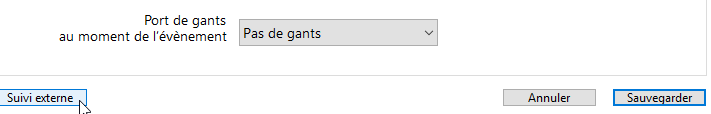 Port de gants
au moment de l'évènement
Pas de gants
Suivi externe
Annuler
Sauvegarder